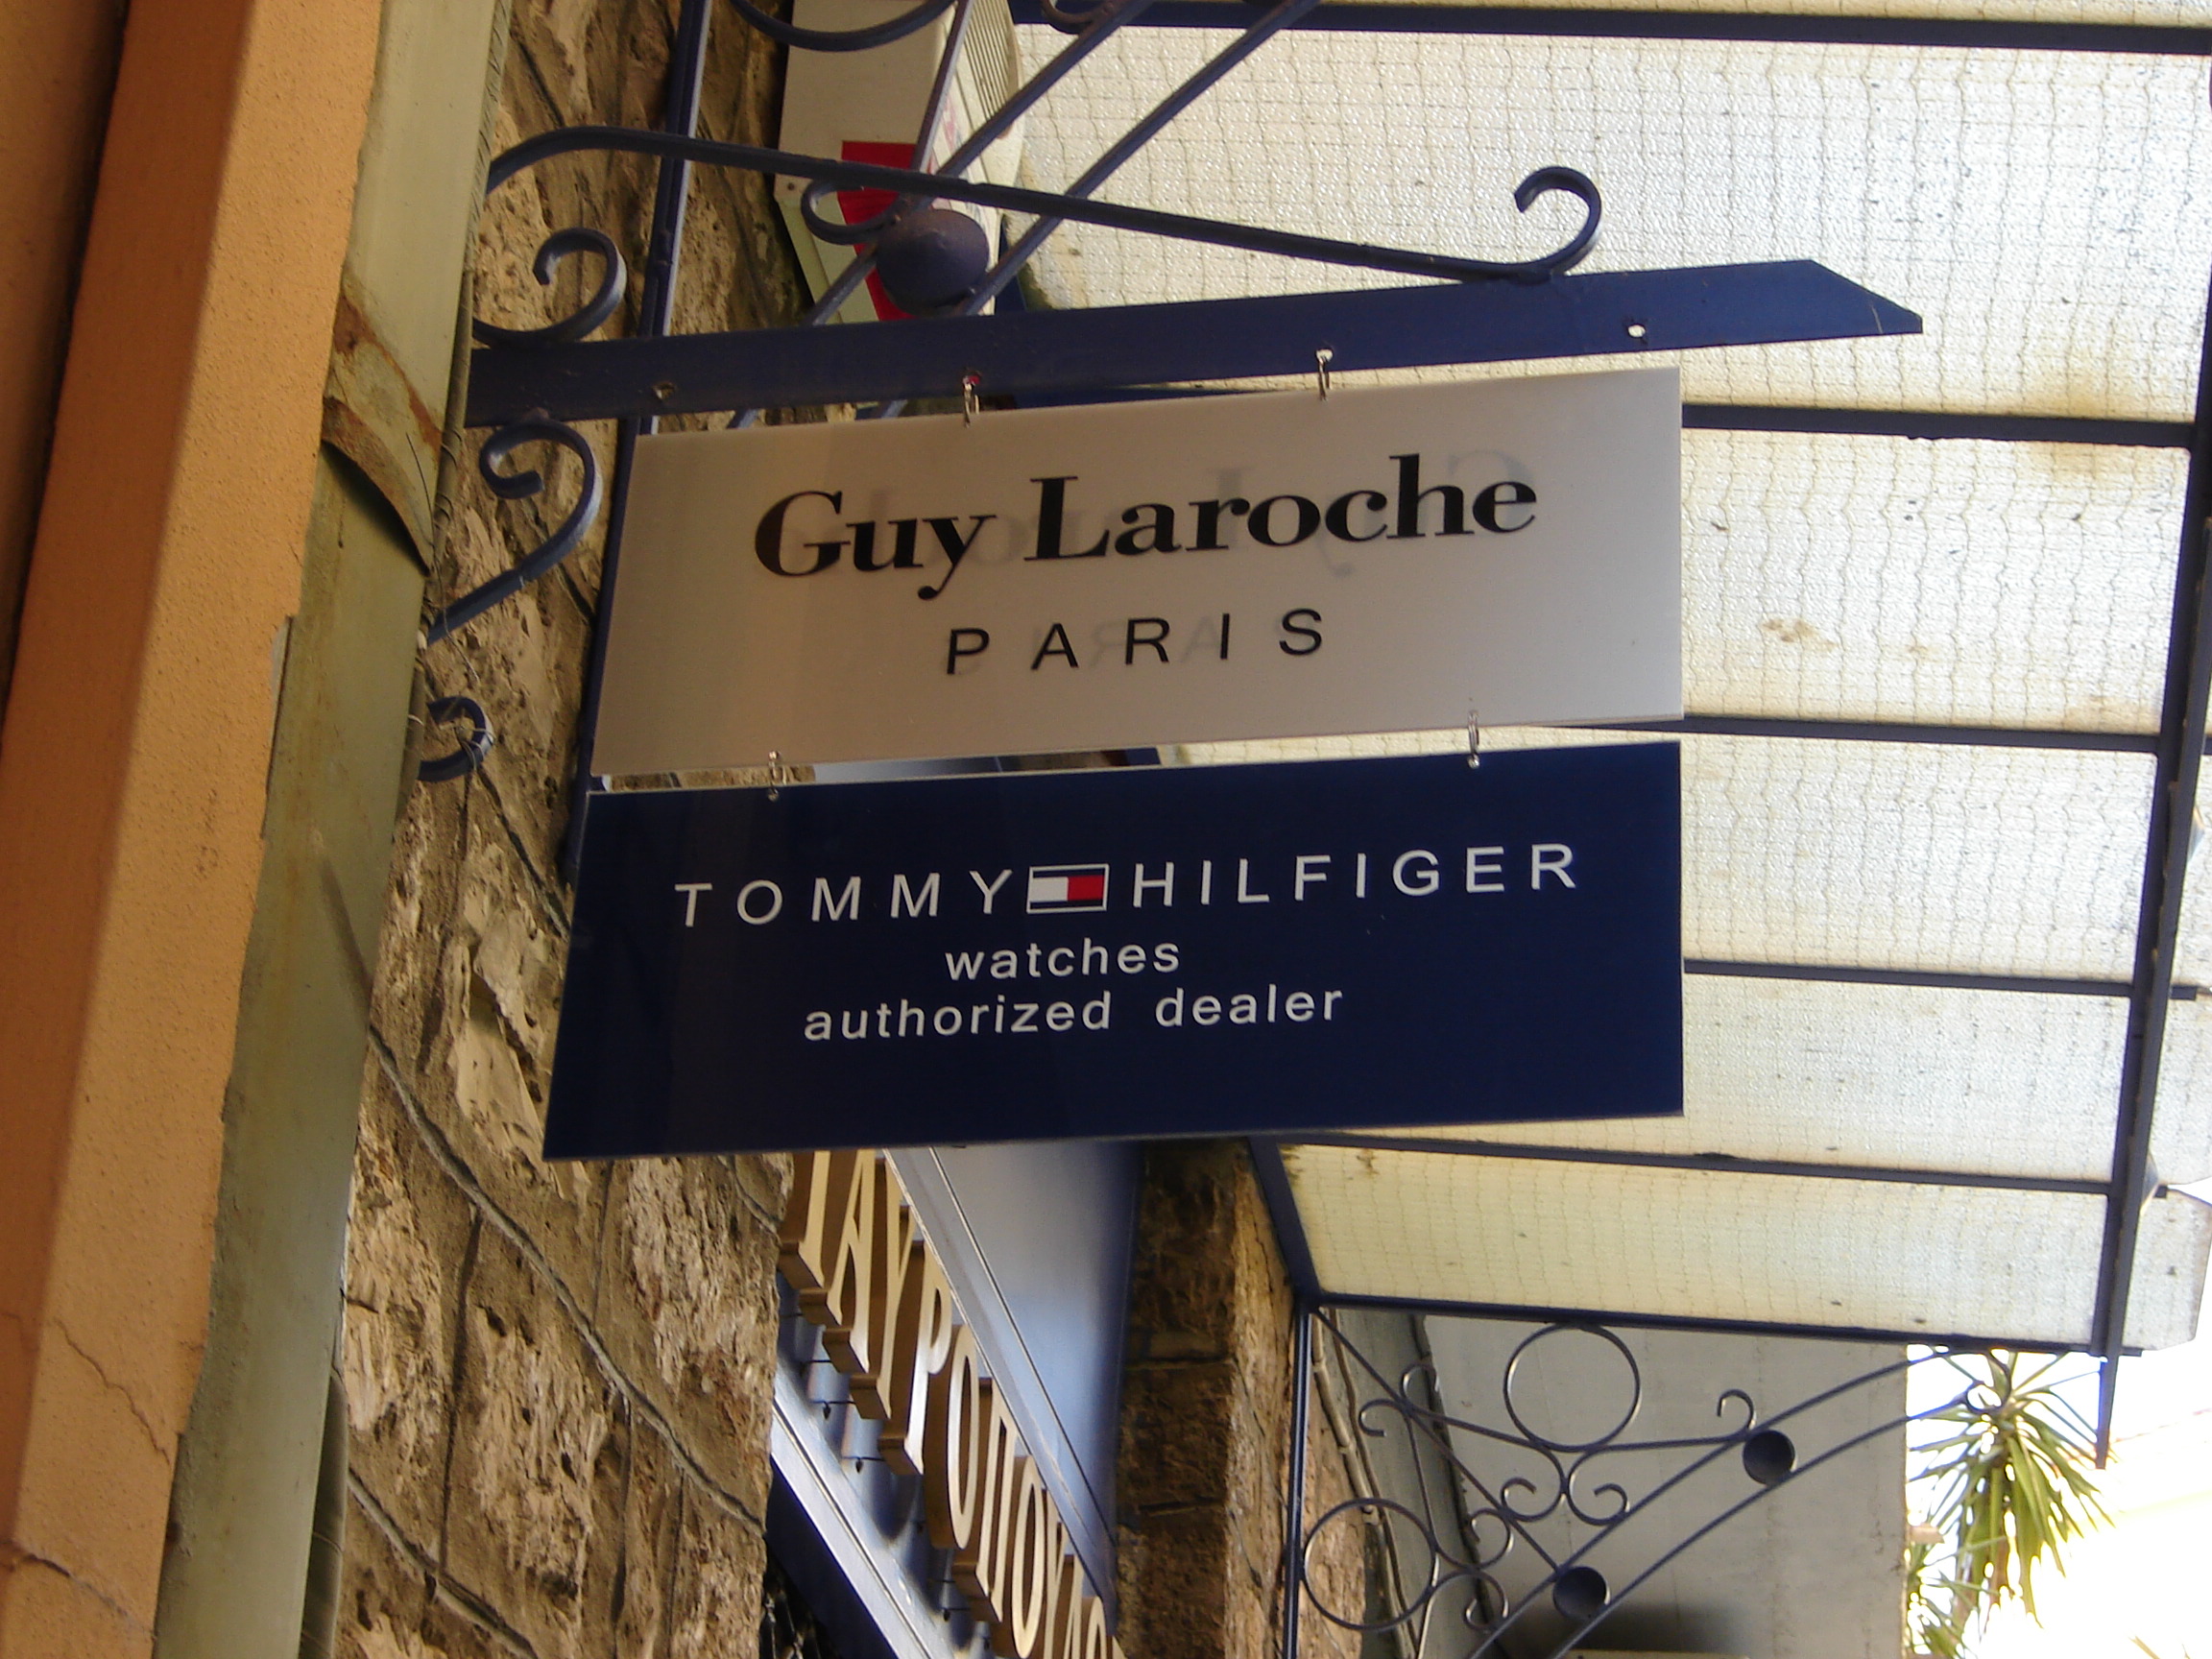 Guy Laroche
PARIS
TOMMY HILFIGER
watches
authorized dealer